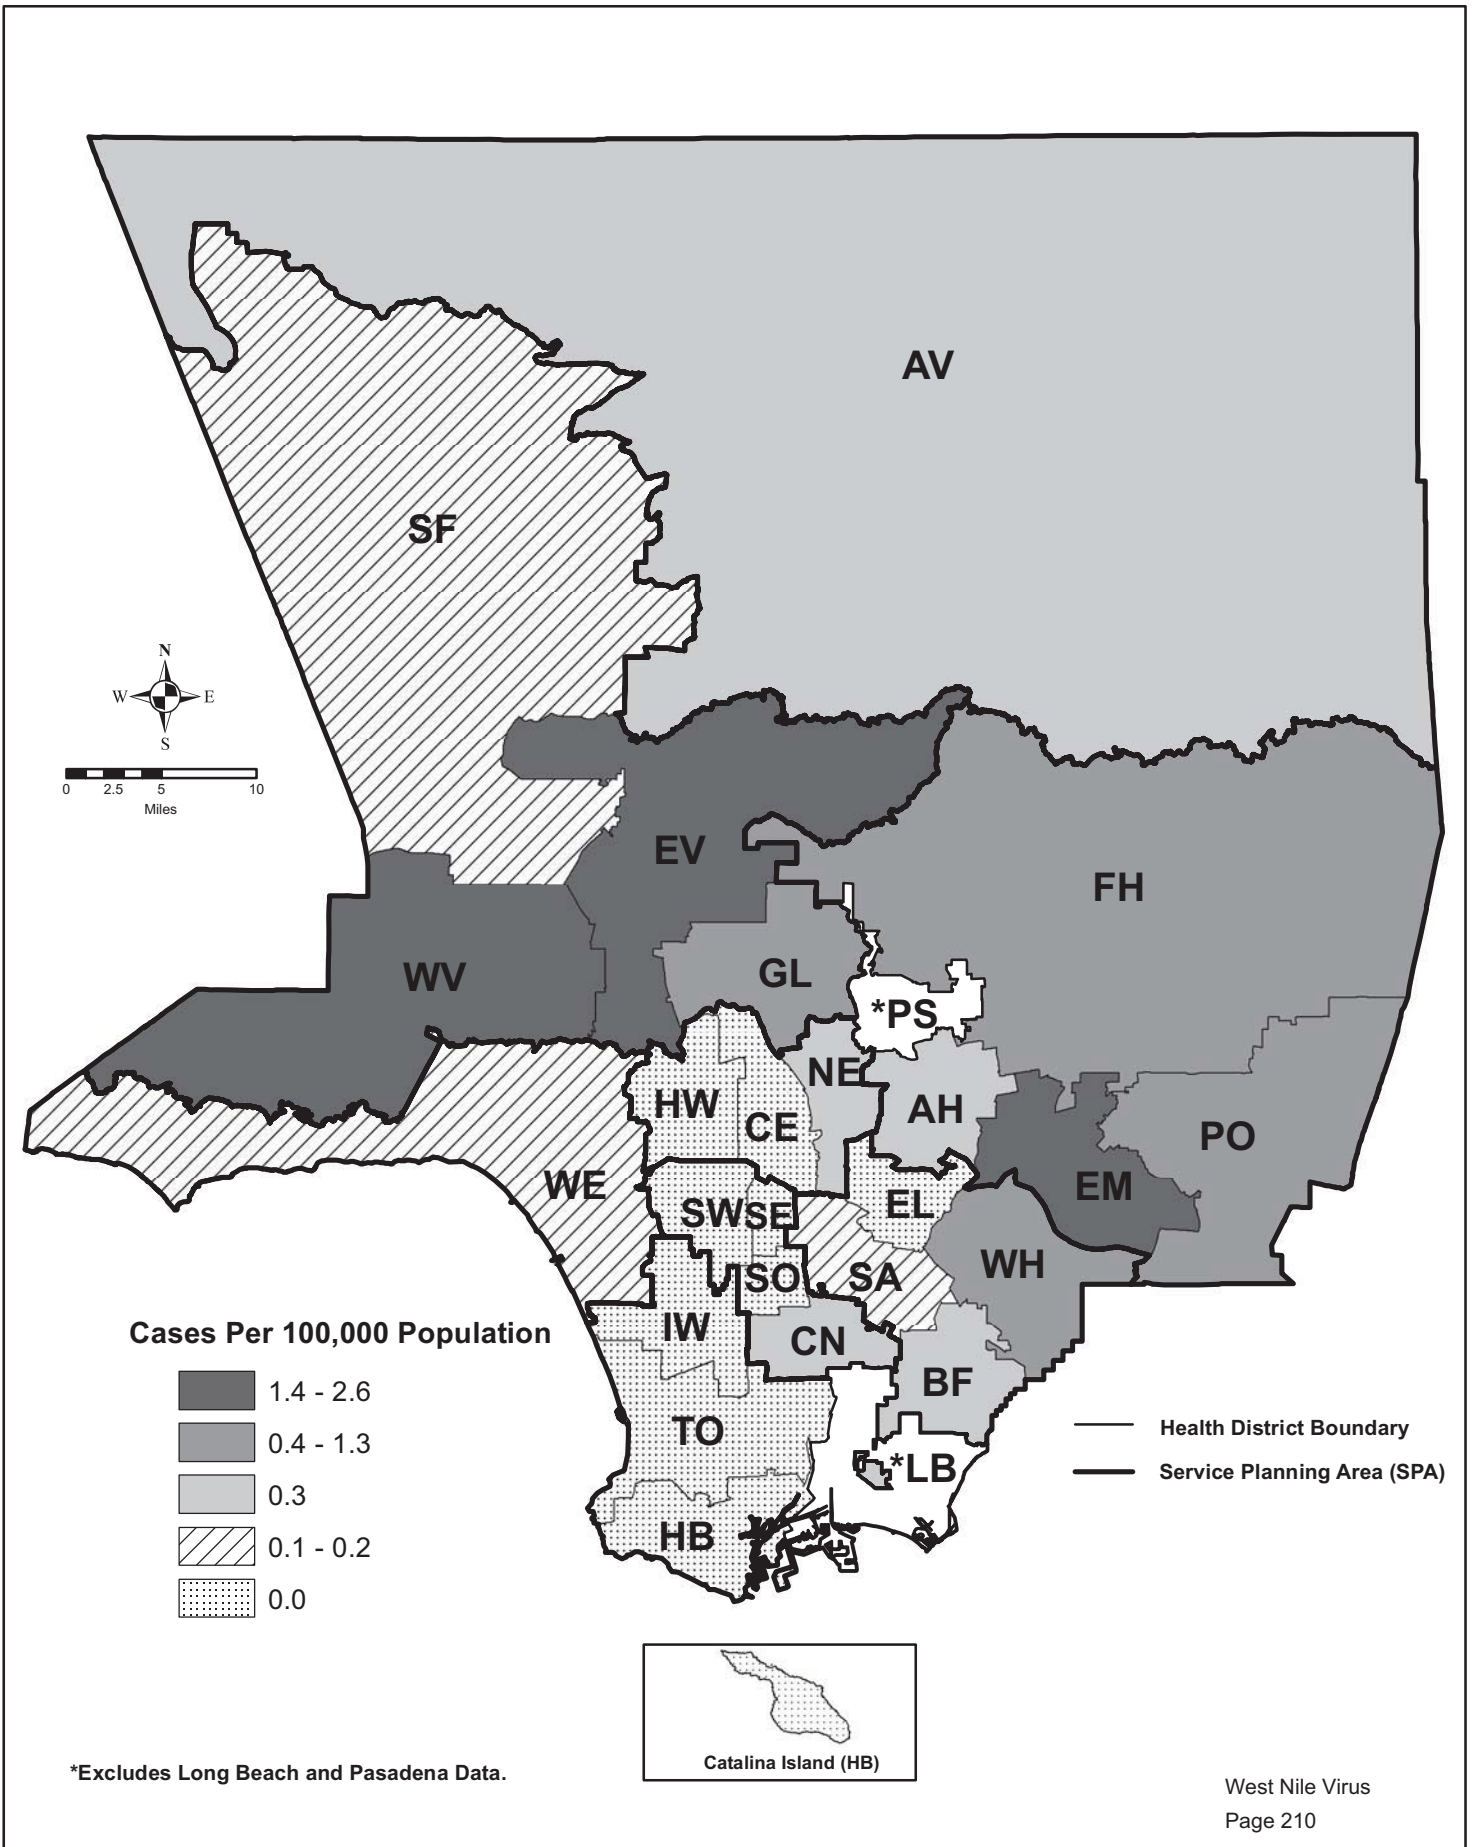 AV
SF
N
W E
S
0 2.5 5 10
Miles
EV
FH
WV
GL
*PS
NE
HW
AH
CE
PO
WE
EM
EL
SW
SE
WH
SO
SA
IW
CN
BF
TO
*LB
HB
Cases Per 100,000 Population
1.4 - 2.6
0.4 - 1.3
0.3
0.1 - 0.2
0.0
Health District Boundary
Service Planning Area (SPA)
Catalina Island (HB)
*Excludes Long Beach and Pasadena Data.
West Nile Virus
Page 210